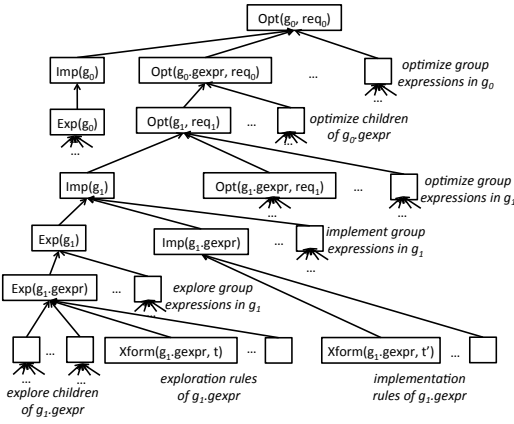 Opt(g₀, req₀)
Imp(g₀)
Opt(g₀.gexpr, req₀)
...
optimize group
expressions in g₀
...
Exp(g₀)
...
Opt(g₁, req₁)
...
...
optimize children
of g₀.gexpr
Imp(g₁)
Opt(g₁.gexpr, req₁)
...
...
...
optimize group
expressions in g₁
Exp(g₁)
Imp(g₁.gexpr)
...
...
implement group
expressions in g₁
Exp(g₁.gexpr)
...
...
explore group
expressions in g₁
...
...
...
Xform(g₁.gexpr, t)
...
Xform(g₁.gexpr, t’)
...
explore children
of g₁.gexpr
exploration rules
of g₁.gexpr
implementation
rules of g₁.gexpr